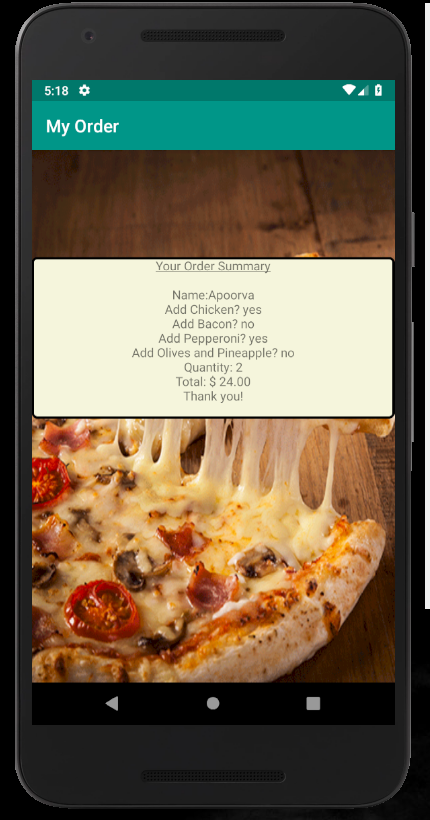 5:18
My Order
Your Order Summary
Name:Apoorva
Add Chicken? yes
Add Bacon? no
Add Pepperoni? yes
Add Olives and Pineapple? no
Quantity: 2
Total: $ 24.00
Thank you!